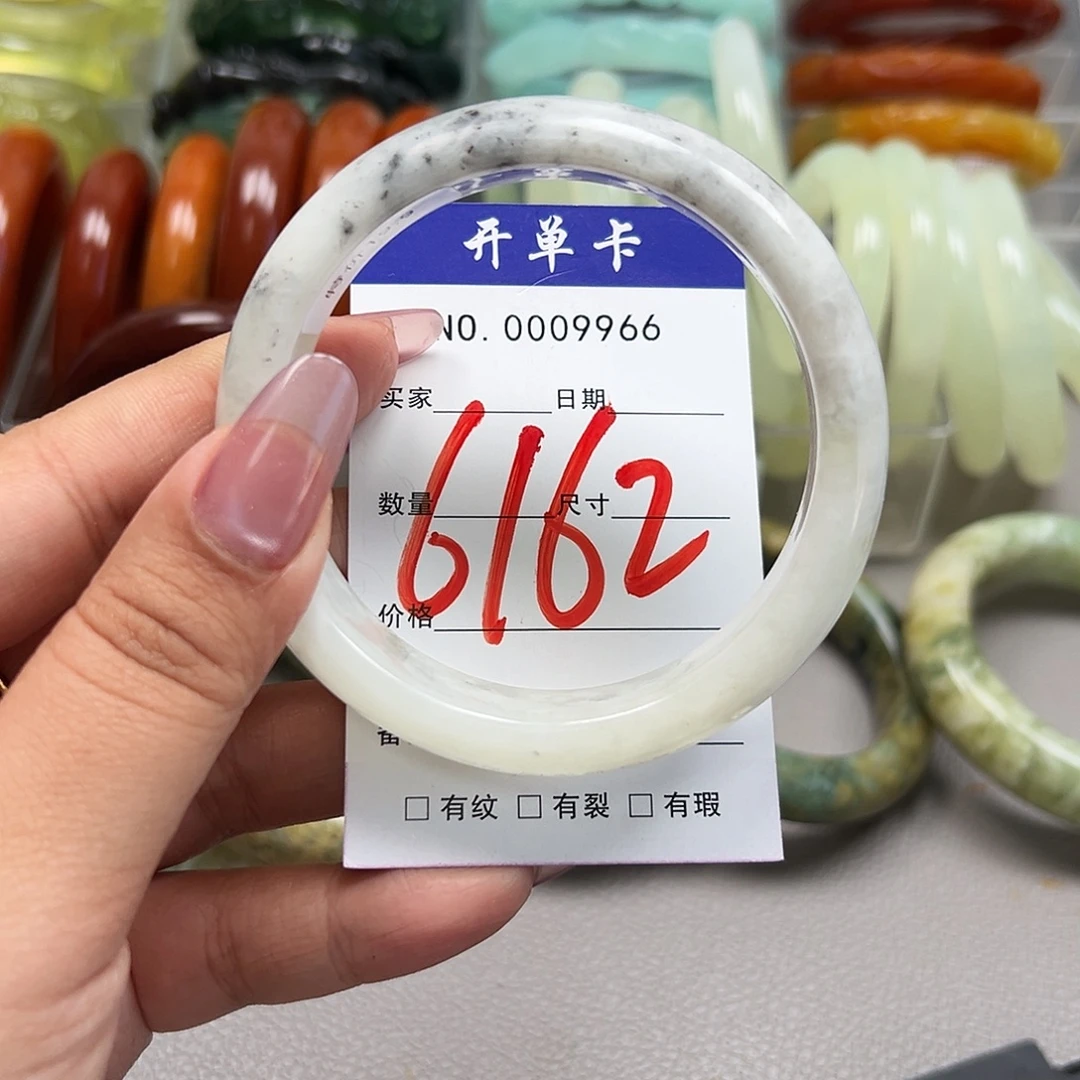 开单卡
NO. 0009966
买家 日期
6162
数量 尺寸
价格
□ 有纹 □ 有裂 □ 有瑕